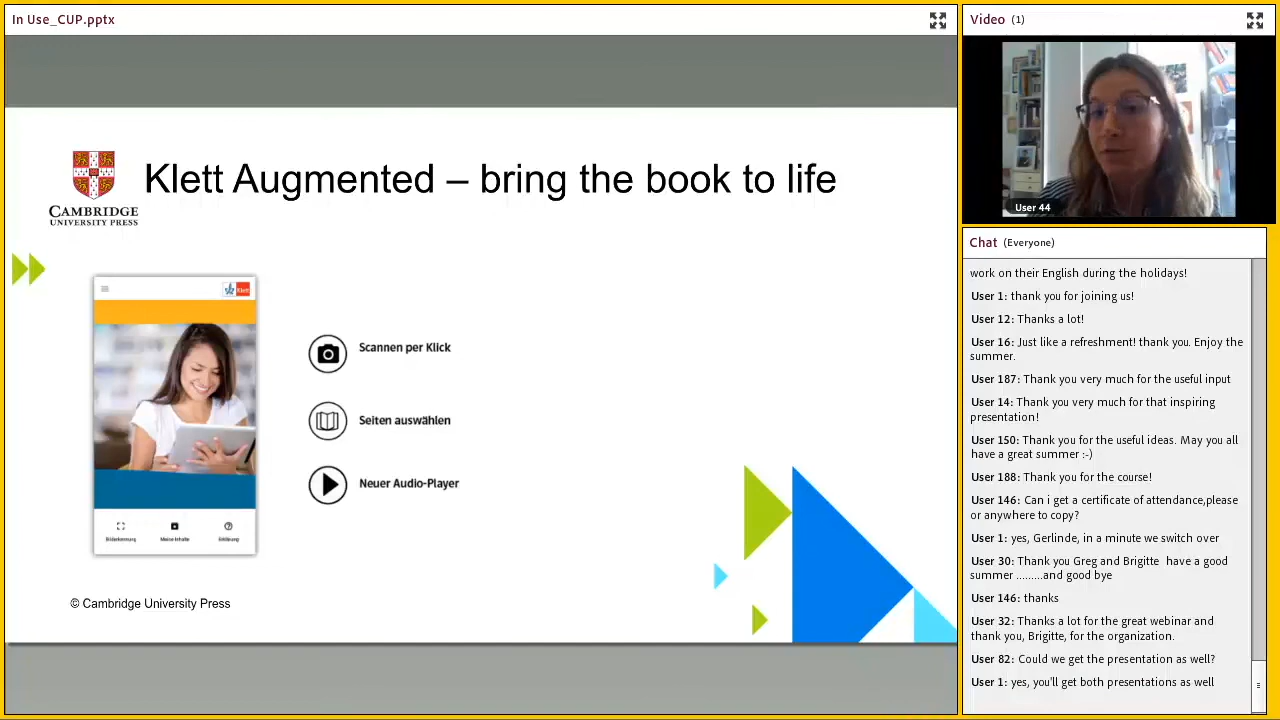 In Use_CUP.pptx
Klett Augmented – bring the book to life
CAMBRIDGE
UNIVERSITY PRESS
Klett
Scannen per Klick
Seiten auswählen
Neuer Audio-Player
Bilderkennung
Meine Inhalte
Erklärung
© Cambridge University Press
Video (1)
User 44
Chat (Everyone)
work on their English during the holidays!
User 1: thank you for joining us!
User 12: Thanks a lot!
User 16: Just like a refreshment! thank you. Enjoy the
summer.
User 187: Thank you very much for the useful input
User 14: Thank you very much for that inspiring
presentation!
User 150: Thank you for the useful ideas. May you all
have a great summer :-)
User 188: Thank you for the course!
User 146: Can i get a certificate of attendance,please
or anywhere to copy?
User 1: yes, Gerlinde, in a minute we switch over
User 30: Thank you Greg and Brigitte  have a good
summer .........and good bye
User 146: thanks
User 32: Thanks a lot for the great webinar and
thank you, Brigitte, for the organization.
User 82: Could we get the presentation as well?
User 1: yes, you'll get both presentations as well